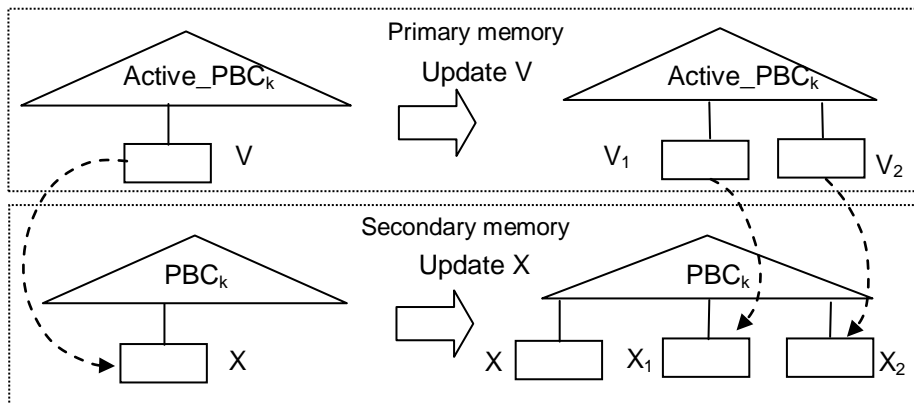 Primary memory
Active_PBCk
Update V
Active_PBCk
V
V1
V2
Secondary memory
PBCk
Update X
PBCk
X
X
X1
X2